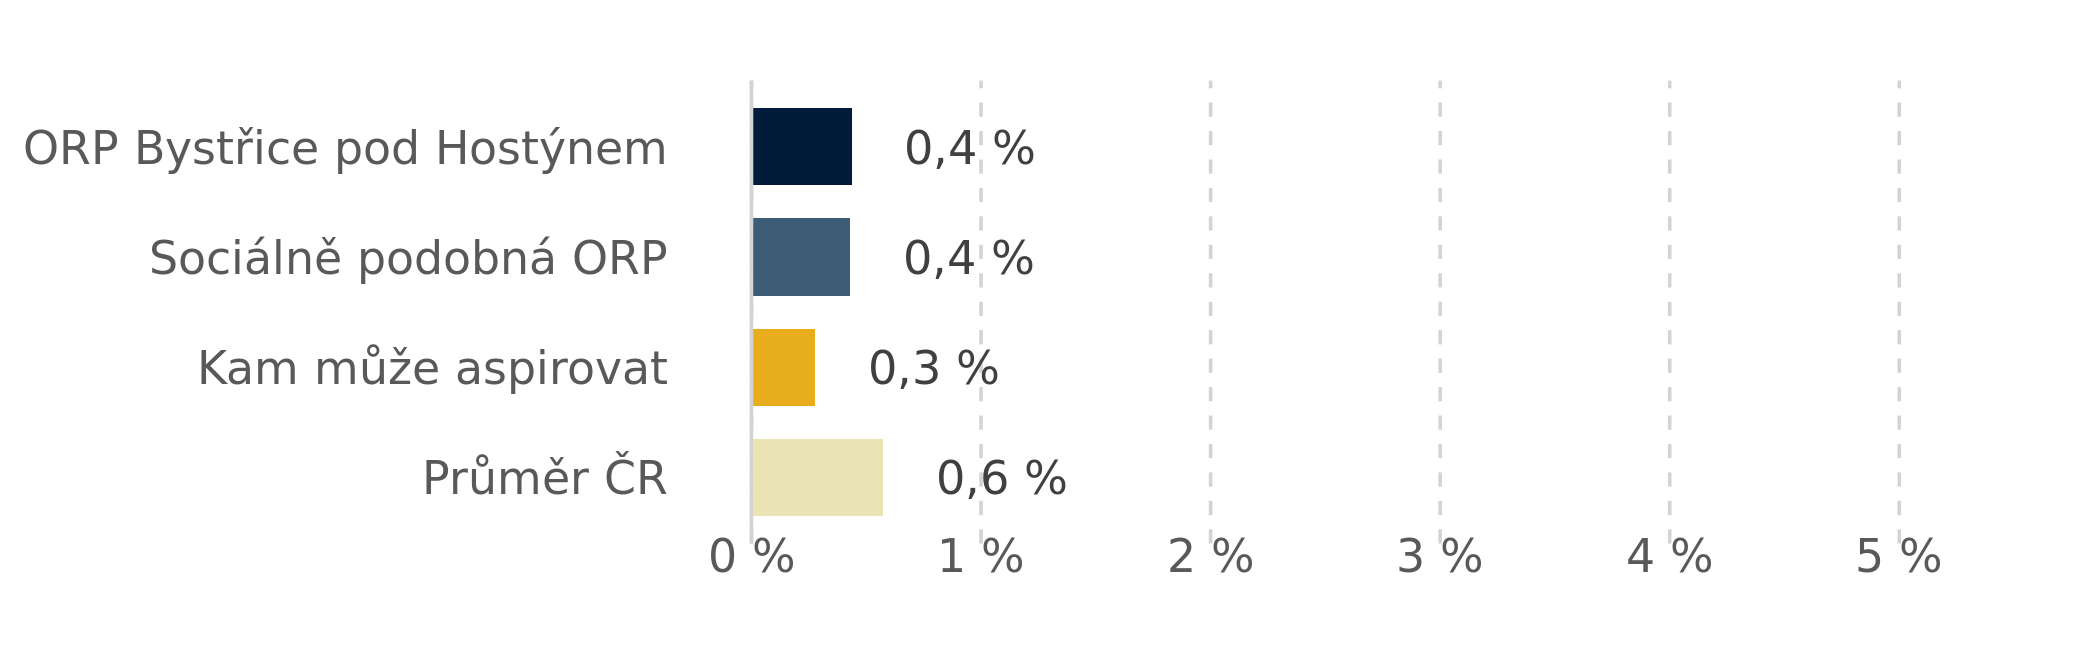 ORP Bystřice pod Hostýnem 0,4 %
Sociálně podobná ORP 0,4 %
Kam může aspirovat 0,3 %
Průměr ČR 0,6 %
0 % 1 % 2 % 3 % 4 % 5 %